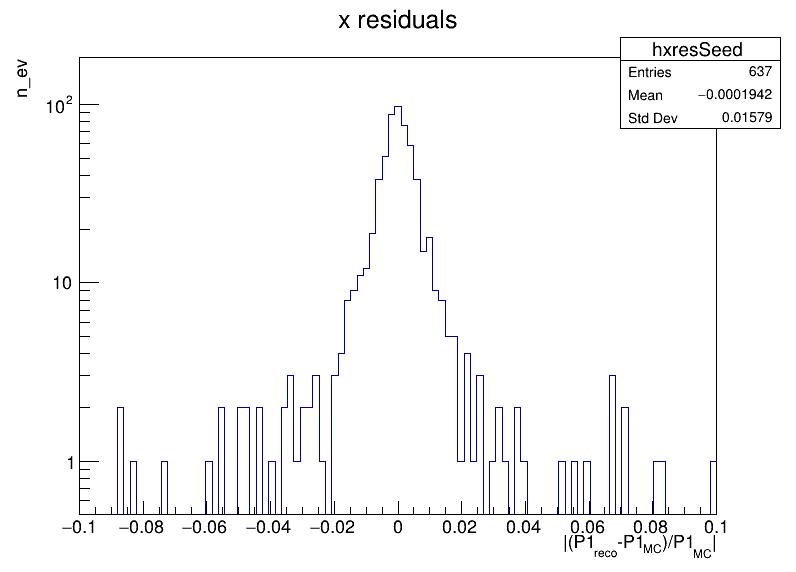 x residuals
hxresSeed
Entries 637
Mean −0.0001942
Std Dev 0.01579
n_ev
10²
10
1
−0.1 −0.08 −0.06 −0.04 −0.02 0 0.02 0.04 0.06 0.08 0.1
|(P1reco-P1MC)/P1MC|